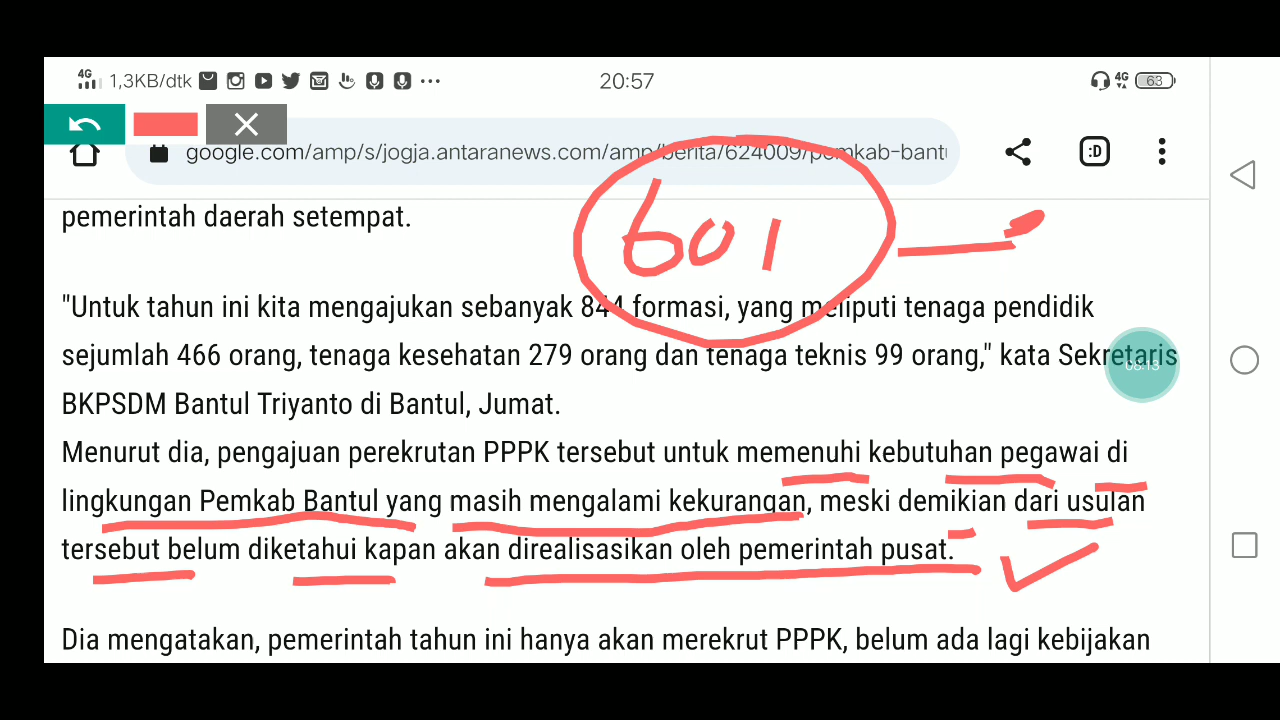 4G 1,3KB/dtk 20:57 4G 63
google.com/amp/s/jogja.antaranews.com/amp/berita/624009/pemkab-bant :D
pemerintah daerah setempat.
601
"Untuk tahun ini kita mengajukan sebanyak 844 formasi, yang meliputi tenaga pendidik
sejumlah 466 orang, tenaga kesehatan 279 orang dan tenaga teknis 99 orang," kata Sekretaris
08:13
BKPSDM Bantul Triyanto di Bantul, Jumat.
Menurut dia, pengajuan perekrutan PPPK tersebut untuk memenuhi kebutuhan pegawai di
lingkungan Pemkab Bantul yang masih mengalami kekurangan, meski demikian dari usulan
tersebut belum diketahui kapan akan direalisasikan oleh pemerintah pusat.
Dia mengatakan, pemerintah tahun ini hanya akan merekrut PPPK, belum ada lagi kebijakan